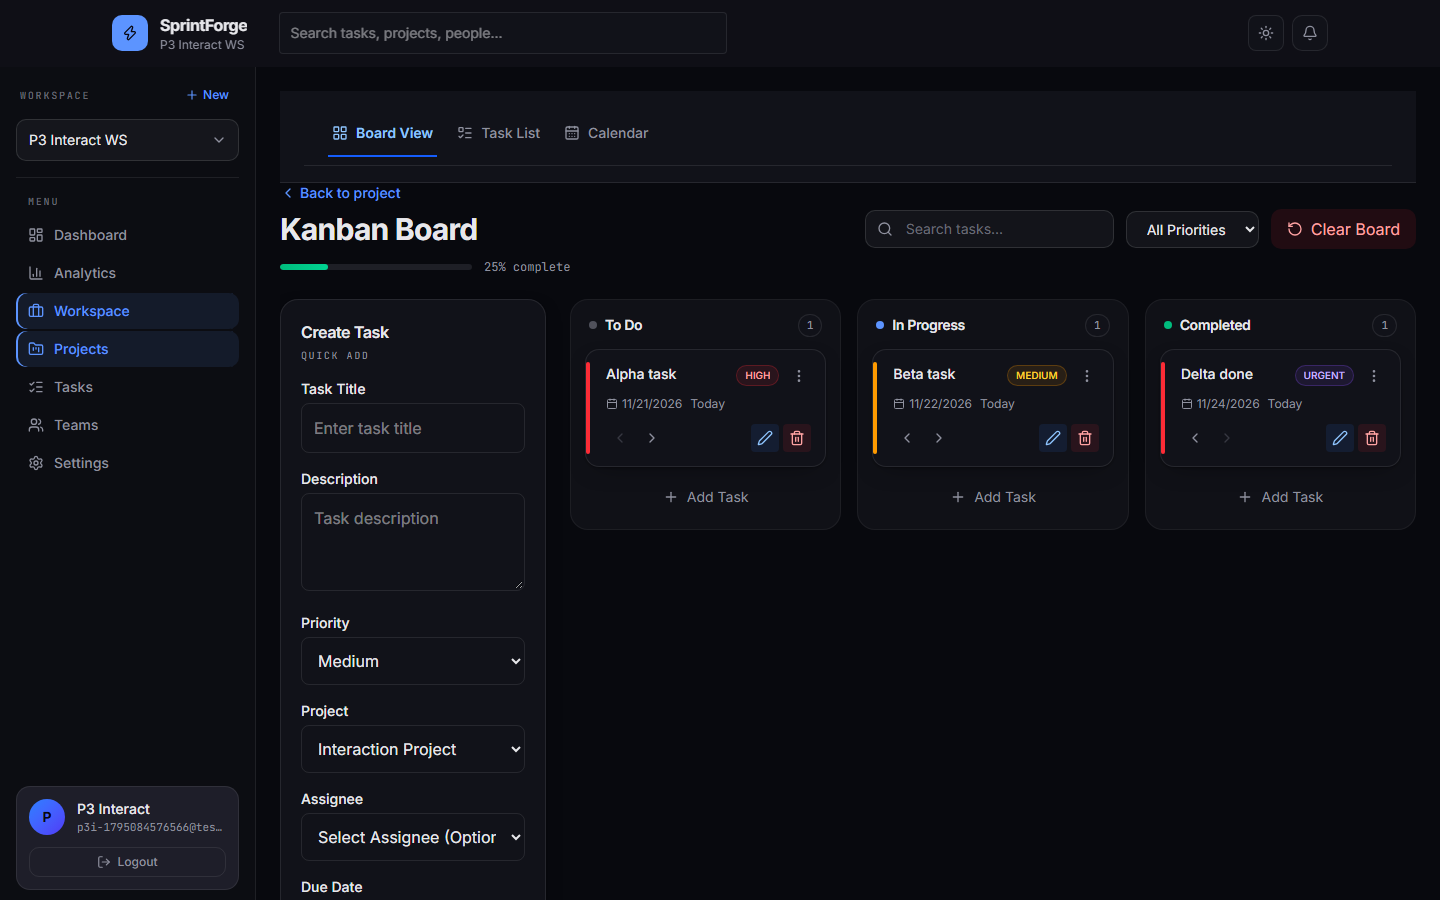 SprintForge
P3 Interact WS
Search tasks, projects, people...
WORKSPACE
New
P3 Interact WS
MENU
Dashboard
Analytics
Workspace
Projects
Tasks
Teams
Settings
P
P3 Interact
p3i-1795084576566@tes…
Logout
Board View
Task List
Calendar
Back to project
Kanban Board
25% complete
Search tasks...
All Priorities
Clear Board
Create Task
QUICK ADD
Task Title
Enter task title
Description
Task description
Priority
Medium
Project
Interaction Project
Assignee
Select Assignee (Option
Due Date
To Do
1
Alpha task
HIGH
11/21/2026 Today
Add Task
In Progress
1
Beta task
MEDIUM
11/22/2026 Today
Add Task
Completed
1
Delta done
URGENT
11/24/2026 Today
Add Task